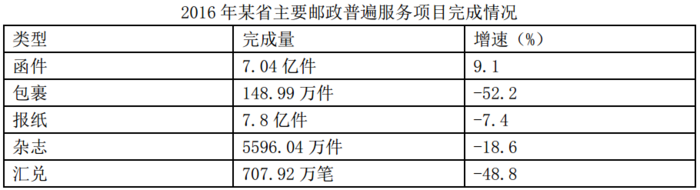 2016 年某省主要邮政普遍服务项目完成情况
类型 完成量 增速（%）
函件 7.04 亿件 9.1
包裹 148.99 万件 -52.2
报纸 7.8 亿件 -7.4
杂志 5596.04 万件 -18.6
汇兑 707.92 万笔 -48.8